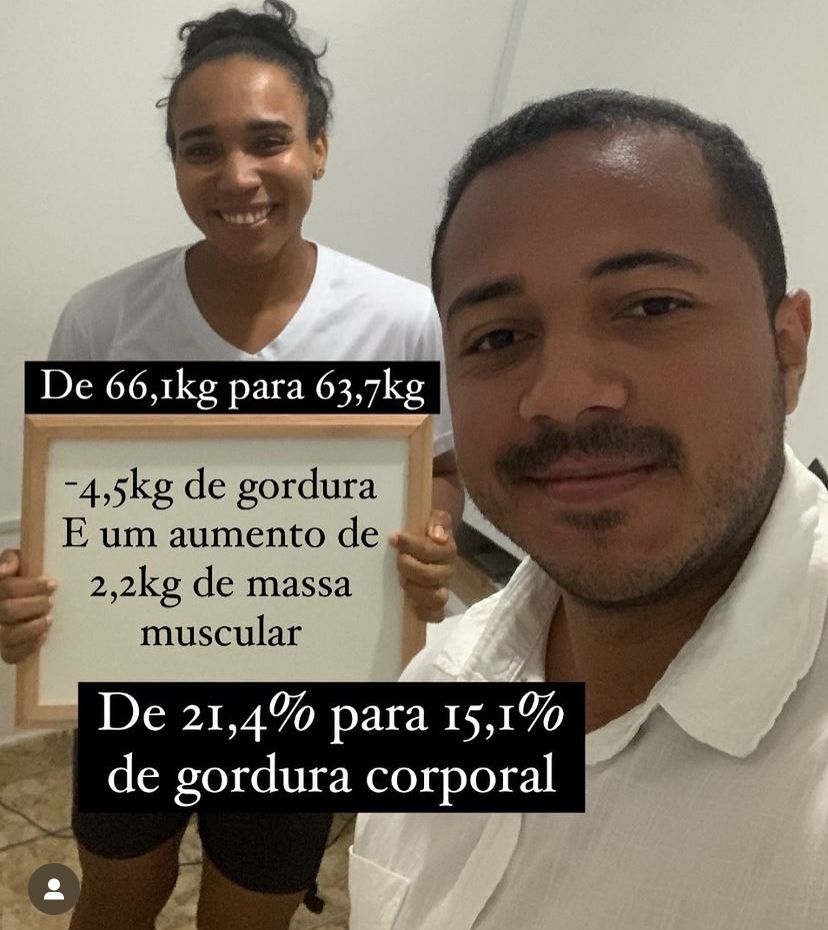 De 66,1kg para 63,7kg
-4,5kg de gordura
E um aumento de
2,2kg de massa
muscular
De 21,4% para 15,1%
de gordura corporal